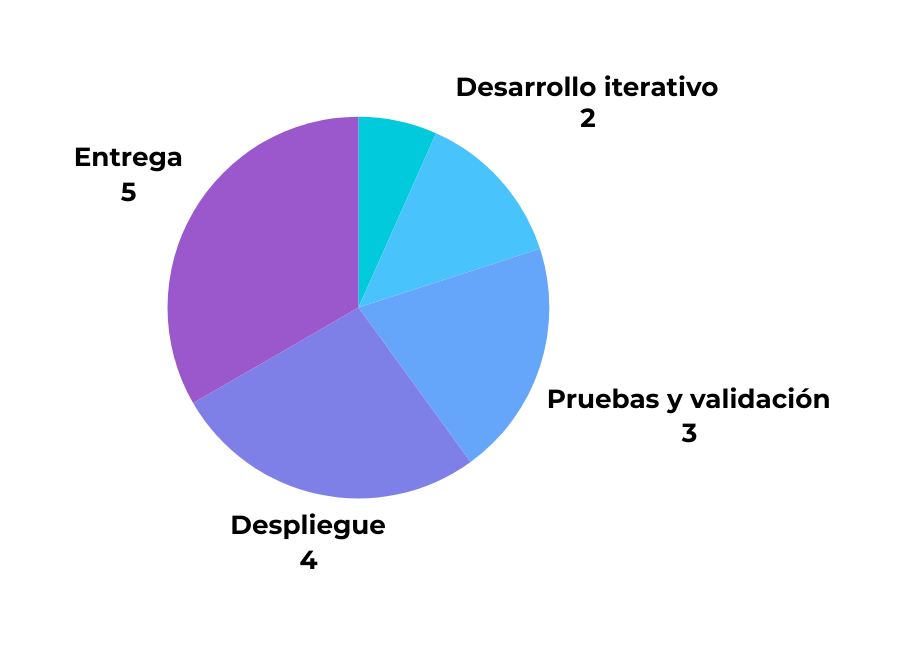 Desarrollo iterativo
2
Entrega
5
Pruebas y validación
3
Despliegue
4